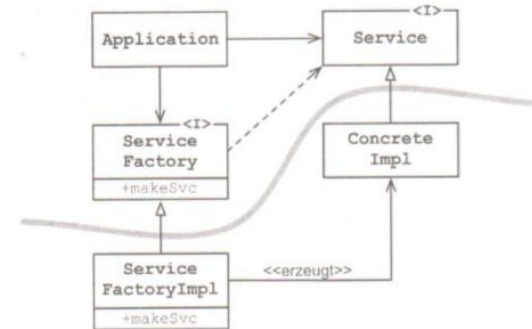 <I>
Application
Service
<I>
Service
Factory
+makeSvc
Concrete
Impl
Service
FactoryImpl
<<erzeugt>>
+makeSvc